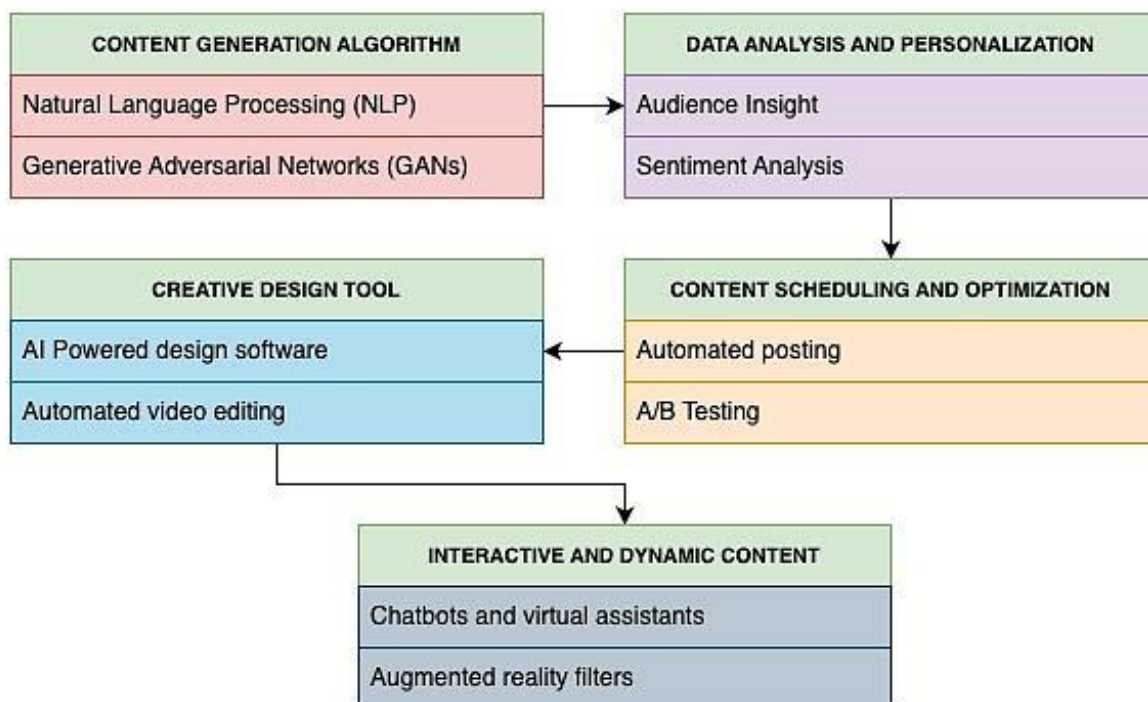 CONTENT GENERATION ALGORITHM
Natural Language Processing (NLP)
Generative Adversarial Networks (GANs)
DATA ANALYSIS AND PERSONALIZATION
Audience Insight
Sentiment Analysis
CONTENT SCHEDULING AND OPTIMIZATION
Automated posting
A/B Testing
CREATIVE DESIGN TOOL
AI Powered design software
Automated video editing
INTERACTIVE AND DYNAMIC CONTENT
Chatbots and virtual assistants
Augmented reality filters